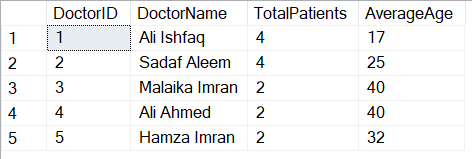 DoctorID DoctorName TotalPatients AverageAge
1 1 Ali Ishfaq 4 17
2 2 Sadaf Aleem 4 25
3 3 Malaika Imran 2 40
4 4 Ali Ahmed 2 40
5 5 Hamza Imran 2 32